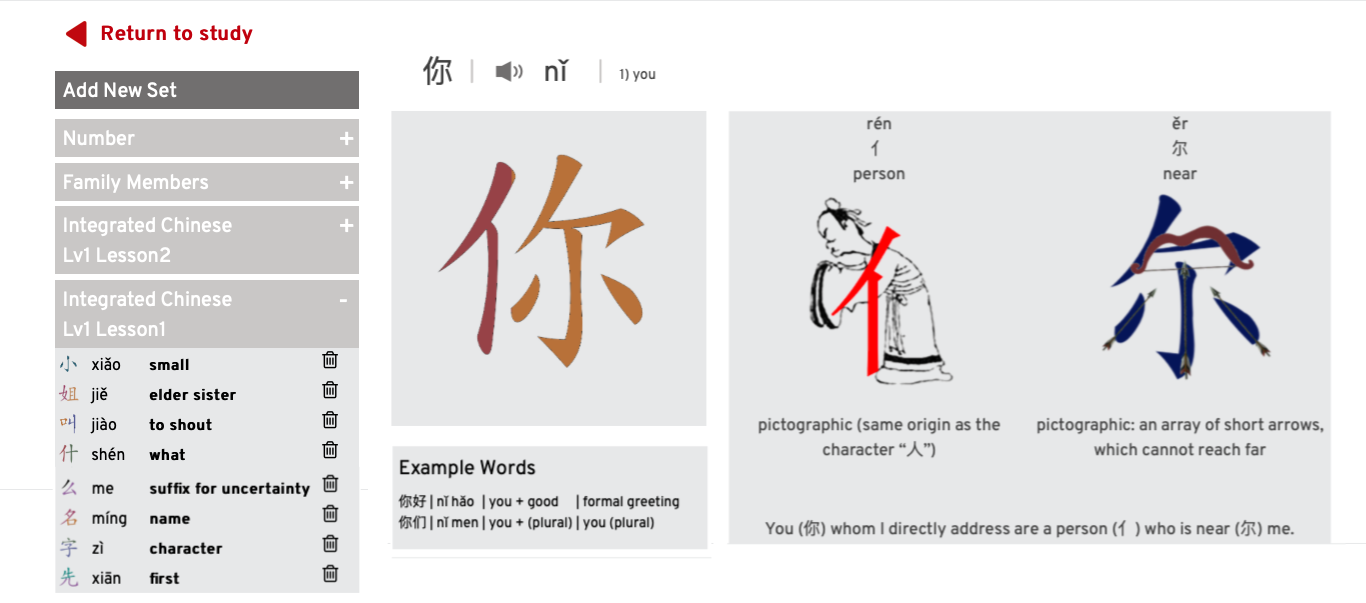 Return to study
Add New Set
Number +
Family Members +
Integrated Chinese +
Lv1 Lesson2
Integrated Chinese -
Lv1 Lesson1
小 xiǎo small
姐 jiě elder sister
叫 jiào to shout
什 shén what
么 me suffix for uncertainty
名 míng name
字 zì character
先 xiān first
你 | nǐ | 1) you
你
Example Words
你好 | nǐ hǎo | you + good | formal greeting
你们 | nǐ men | you + (plural) | you (plural)
rén
亻
person
亻
pictographic (same origin as the
character “人”)
ěr
尔
near
尔
pictographic: an array of short arrows,
which cannot reach far
You (你) whom I directly address are a person (亻) who is near (尔) me.